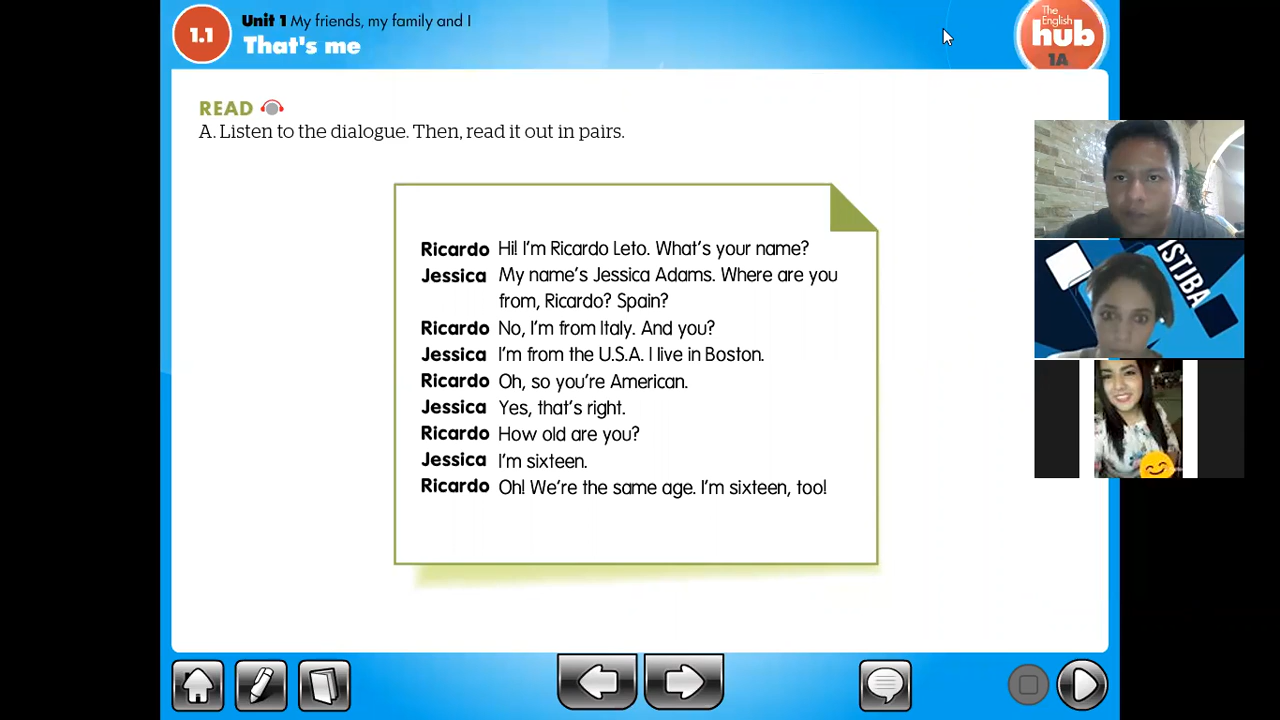 1.1
Unit 1 My friends, my family and I
That's me
The
English
hub
1A
READ
A. Listen to the dialogue. Then, read it out in pairs.
Ricardo Hi! I'm Ricardo Leto. What's your name?
Jessica My name's Jessica Adams. Where are you
from, Ricardo? Spain?
Ricardo No, I'm from Italy. And you?
Jessica I'm from the U.S.A. I live in Boston.
Ricardo Oh, so you're American.
Jessica Yes, that's right.
Ricardo How old are you?
Jessica I'm sixteen.
Ricardo Oh! We're the same age. I'm sixteen, too!
ISTJBA